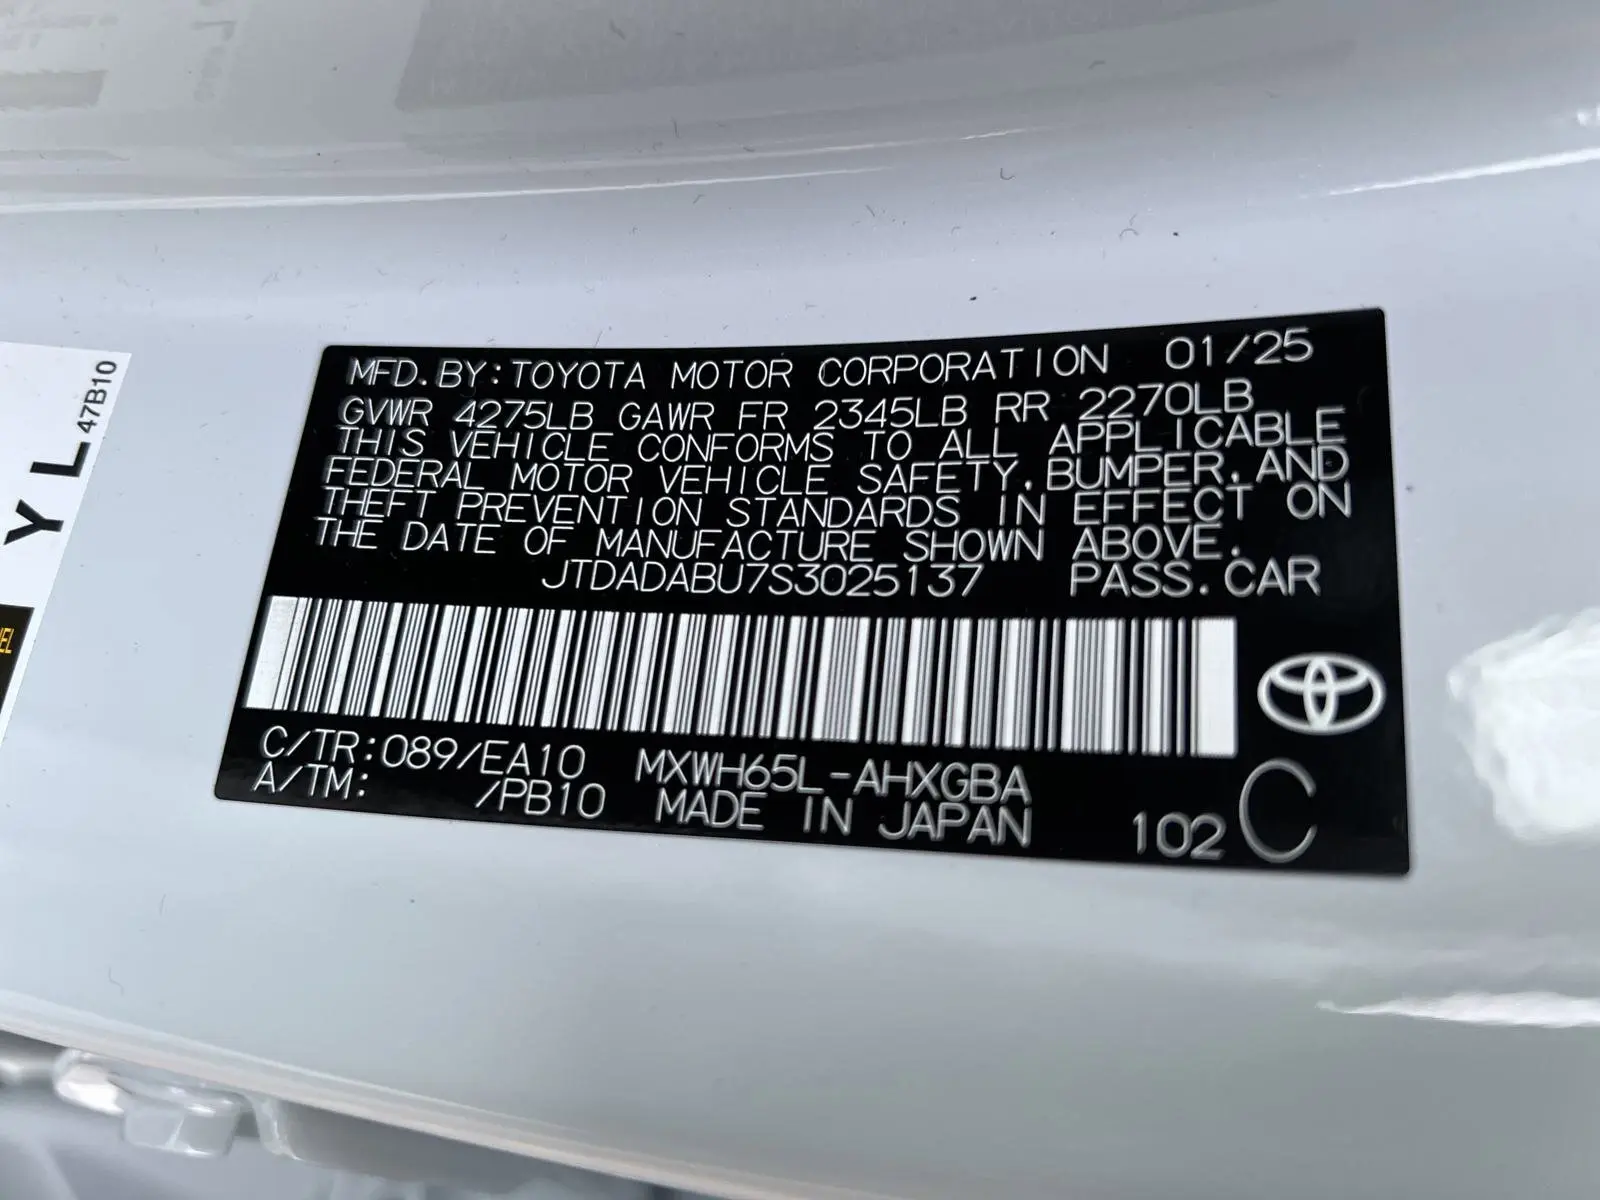 MFD.BY:TOYOTA MOTOR CORPORATION 01/25
GVWR 4275LB GAWR FR 2345LB RR 2270LB
THIS VEHICLE CONFORMS TO ALL APPLICABLE
FEDERAL MOTOR VEHICLE SAFETY,BUMPER,AND
THEFT PREVENTION STANDARDS IN EFFECT ON
THE DATE OF MANUFACTURE SHOWN ABOVE.
JTDADABU7S3025137 PASS.CAR
C/TR:089/EA10 MXWH65L-AHXGBA
A/TM: /PB10 MADE IN JAPAN 102 C
YL 47B10